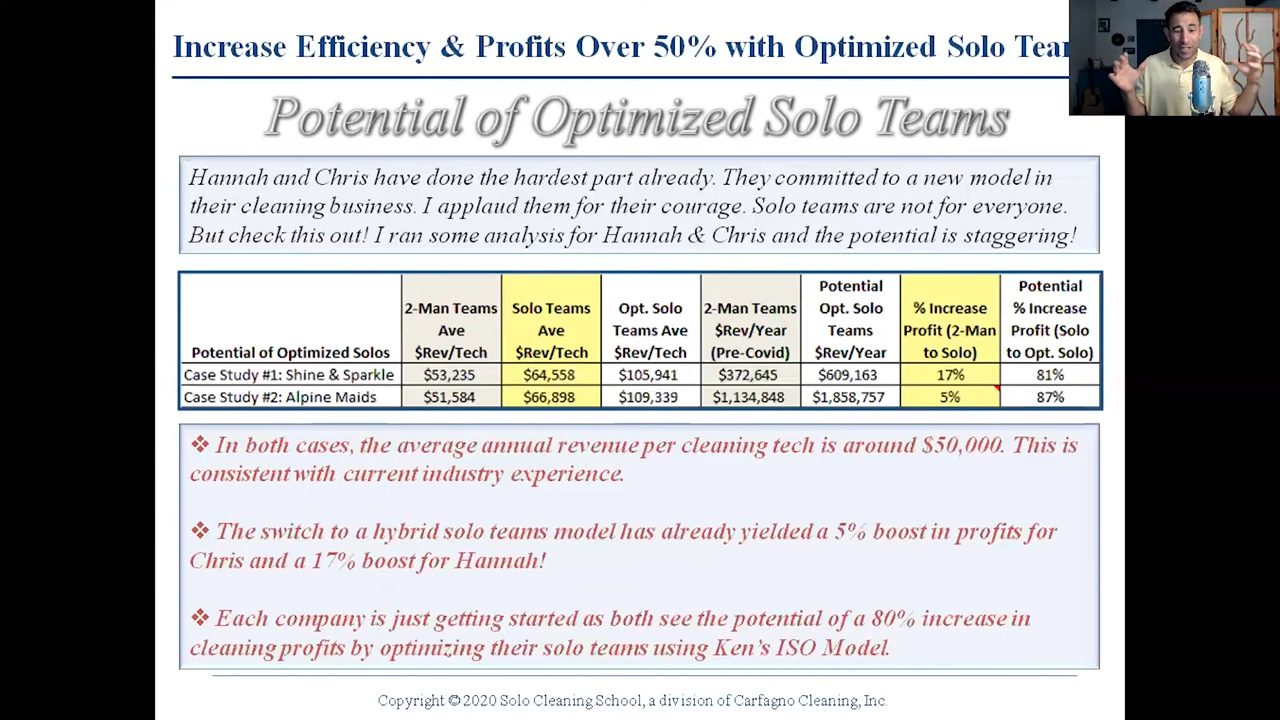 Increase Efficiency & Profits Over 50% with Optimized Solo
Potential of Optimized Solo Teams
Hannah and Chris have done the hardest part already. They committed to a new model in
their cleaning business. I applaud them for their courage. Solo teams are not for everyone.
But check this out! I ran some analysis for Hannah & Chris and the potential is staggering!
Potential of Optimized Solos 2-Man Teams Ave $Rev/Tech Solo Teams Ave $Rev/Tech Opt. Solo Teams Ave $Rev/Tech 2-Man Teams $Rev/Year (Pre-Covid) Potential Opt. Solo Teams $Rev/Year % Increase Profit (2-Man to Solo) Potential % Increase Profit (Solo to Opt. Solo)
Case Study #1: Shine & Sparkle $53,235 $64,558 $105,941 $372,645 $609,163 17% 81%
Case Study #2: Alpine Maids $51,584 $66,898 $109,339 $1,134,848 $1,858,757 5% 87%
❖ In both cases, the average annual revenue per cleaning tech is around $50,000. This is
consistent with current industry experience.
❖ The switch to a hybrid solo teams model has already yielded a 5% boost in profits for
Chris and a 17% boost for Hannah!
❖ Each company is just getting started as both see the potential of a 80% increase in
cleaning profits by optimizing their solo teams using Ken's ISO Model.
Copyright © 2020 Solo Cleaning School, a division of Carfagno Cleaning, Inc.